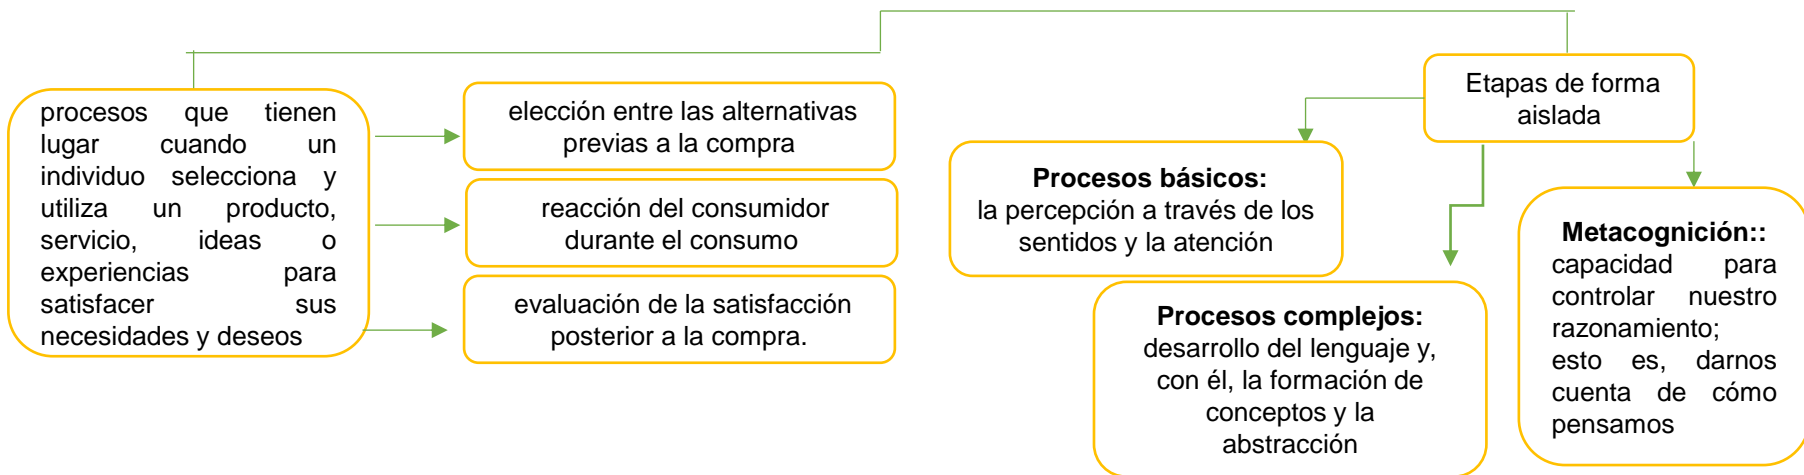 procesos que tienen
lugar cuando un
individuo selecciona y
utiliza un producto,
servicio, ideas o
experiencias para
satisfacer sus
necesidades y deseos
elección entre las alternativas
previas a la compra
reacción del consumidor
durante el consumo
evaluación de la satisfacción
posterior a la compra.
Etapas de forma
aislada
Procesos básicos:
la percepción a través de los
sentidos y la atención
Procesos complejos:
desarrollo del lenguaje y,
con él, la formación de
conceptos y la
abstracción
Metacognición::
capacidad para
controlar nuestro
razonamiento;
esto es, darnos
cuenta de cómo
pensamos